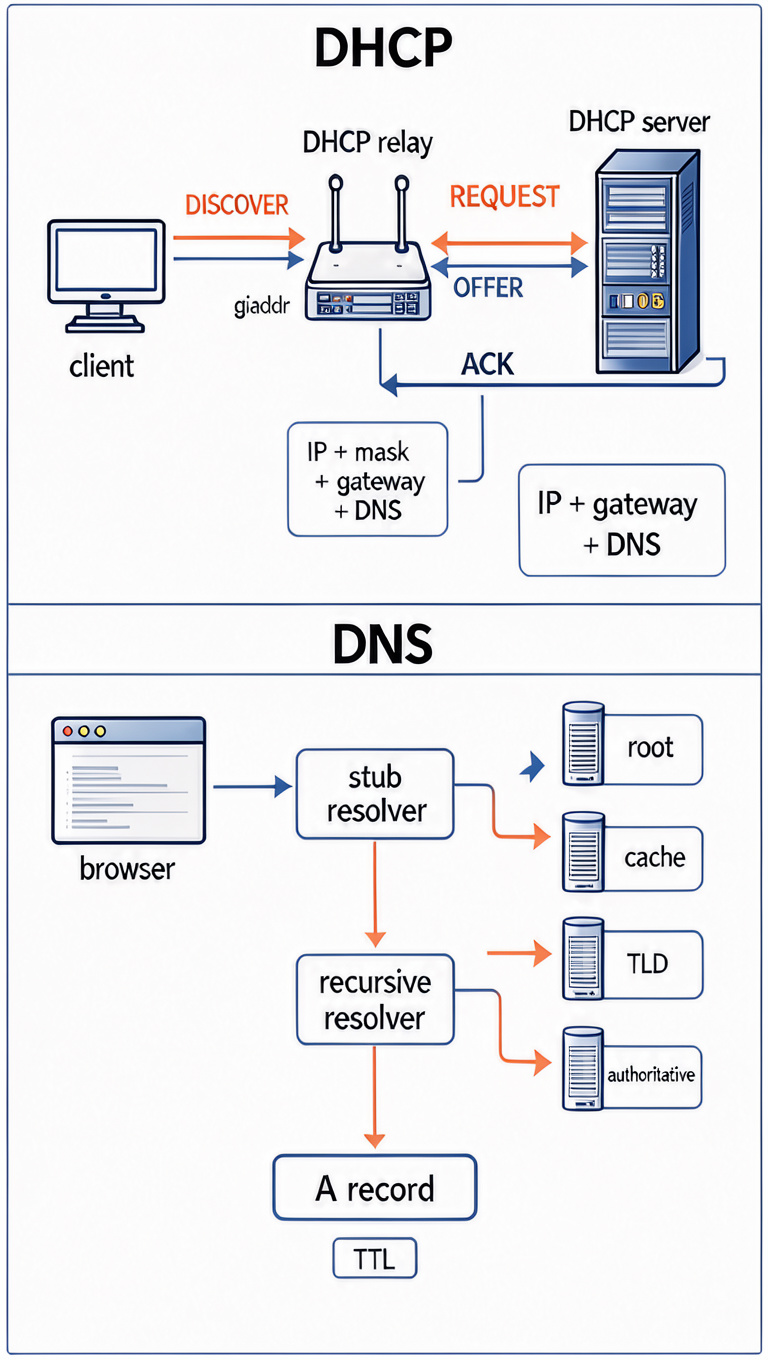 DHCP
DHCP server
DHCP relay
DISCOVER
REQUEST
OFFER
giaddr
client
ACK
IP + mask
+ gateway
+ DNS
IP + gateway
+ DNS
DNS
root
stub
resolver
cache
browser
TLD
recursive
resolver
authoritative
A record
TTL